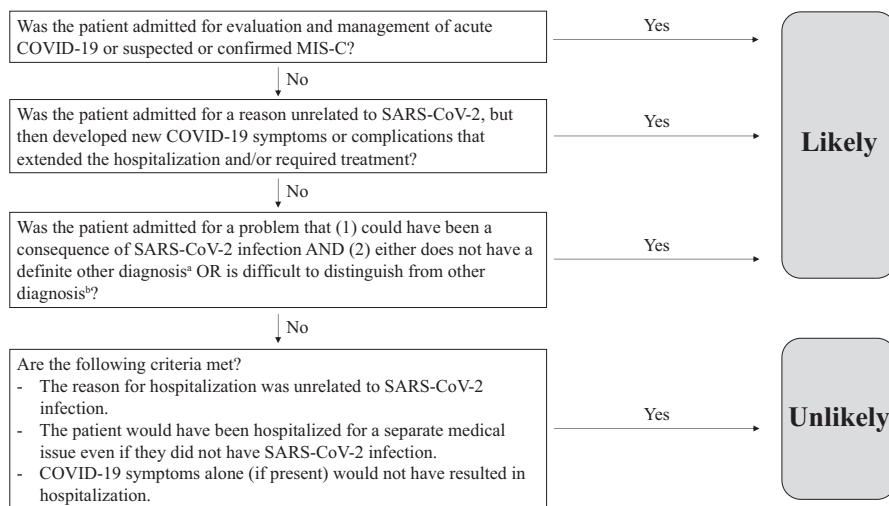 Was the patient admitted for evaluation and management of acute
COVID-19 or suspected or confirmed MIS-C?
Yes
No
Was the patient admitted for a reason unrelated to SARS-CoV-2, but
then developed new COVID-19 symptoms or complications that
extended the hospitalization and/or required treatment?
Yes
Likely
No
Was the patient admitted for a problem that (1) could have been a
consequence of SARS-CoV-2 infection AND (2) either does not have a
definite other diagnosisᵃ OR is difficult to distinguish from other
diagnosisᵇ?
Yes
No
Are the following criteria met?
- The reason for hospitalization was unrelated to SARS-CoV-2
infection.
- The patient would have been hospitalized for a separate medical
issue even if they did not have SARS-CoV-2 infection.
- COVID-19 symptoms alone (if present) would not have resulted in
hospitalization.
Yes
Unlikely